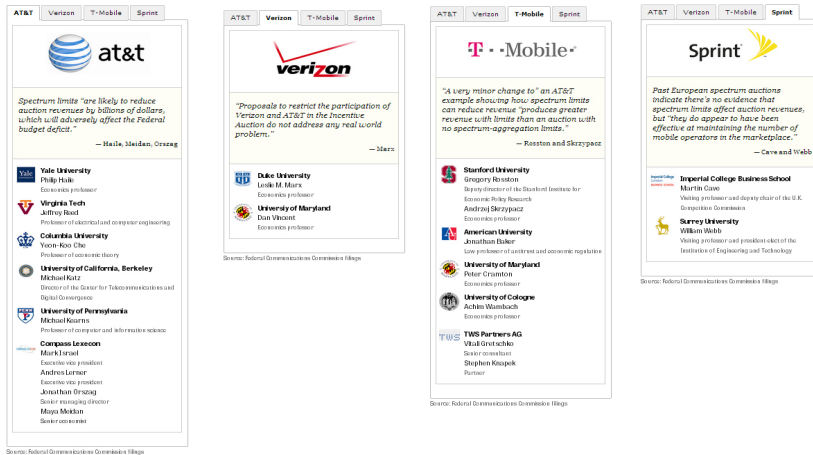 AT&T Verizon T-Mobile Sprint
at&t
Spectrum limits "are likely to reduce
auction revenues by billions of dollars,
which will adversely affect the Federal
budget deficit."
— Haile, Meidan, Orszag
Yale
Yale University
Philip Haile
Economics professor
Virginia Tech
Jeffrey Reed
Professor of electrical and computer engineering
Columbia University
Yeon-Koo Che
Professor of economic theory
University of California, Berkeley
Michael Katz
Director of the Center for Telecommunications and
Digital Convergence
University of Pennsylvania
Michael Kearns
Professor of computer and information science
Compass Lexecon
Mark Israel
Executive vice president
Andres Lerner
Executive vice president
Jonathan Orszag
Senior managing director
Maya Meidan
Senior economist
Source: Federal Communications Commission filings
AT&T Verizon T-Mobile Sprint
verizon
"Proposals to restrict the participation of
Verizon and AT&T in the Incentive
Auction do not address any real world
problem."
— Marx
Duke University
Leslie M. Marx
Economics professor
Universiy of Maryland
Dan Vincent
Economics professor
Source: Federal Communications Commission filings
AT&T Verizon T-Mobile Sprint
T-Mobile
"A very minor change to" an AT&T
example showing how spectrum limits
can reduce revenue "produces greater
revenue with limits than an auction with
no spectrum-aggregation limits."
— Rosston and Skrzypacz
Stanford University
Gregory Rosston
Deputy director of the Stanford Institute for
Economic Policy Research
Andrzej Skrzypacz
Economics professor
American University
Jonathan Baker
Law professor of antitrust and economic regulation
University of Maryland
Peter Cramton
Economics professor
University of Cologne
Achim Wambach
Economics professor
TWS
TWS Partners AG
Vitali Gretschko
Senior consultant
Stephen Knapek
Partner
Source: Federal Communications Commission filings
AT&T Verizon T-Mobile Sprint
Sprint
Past European spectrum auctions
indicate there's no evidence that
spectrum limits affect auction revenues,
but "they do appear to have been
effective at maintaining the number of
mobile operators in the marketplace."
— Cave and Webb
Imperial College Business School
Martin Cave
Visiting professor and deputy chair of the U.K.
Competition Commission
Surrey University
William Webb
Visiting professor and president-elect of the
Institution of Engineering and Technology
Source: Federal Communications Commission filings